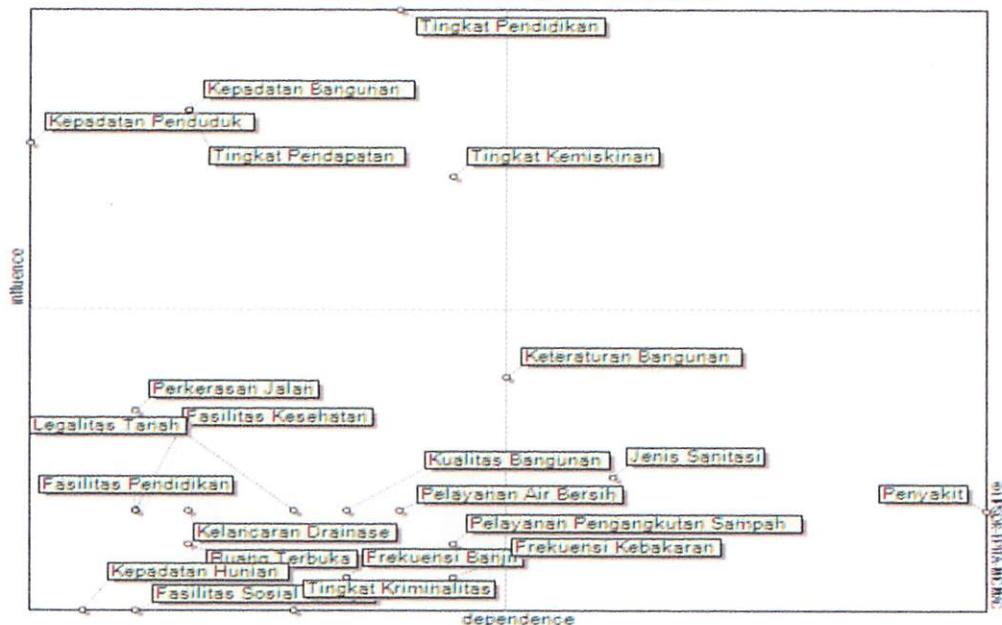 Tingkat Pendidikan
Kepadatan Bangunan
Kepadatan Penduduk
Tingkat Pendapatan
Tingkat Kemiskinan
influence
Keteraturan Bangunan
Perkerasan Jalan
Fasilitas Kesehatan
Legalitas Tanah
Kualitas Bangunan
Jenis Sanitasi
Fasilitas Pendidikan
Pelayanan Air Bersih
Penyakit
Pelayanan Pengangkutan Sampah
Kelancaran Drainase
Frekuensi Kebakaran
Ruang Terbuka
Frekuensi Banjir
Kepadatan Hunian
Fasilitas Sosial
Tingkat Kriminalitas
dependence